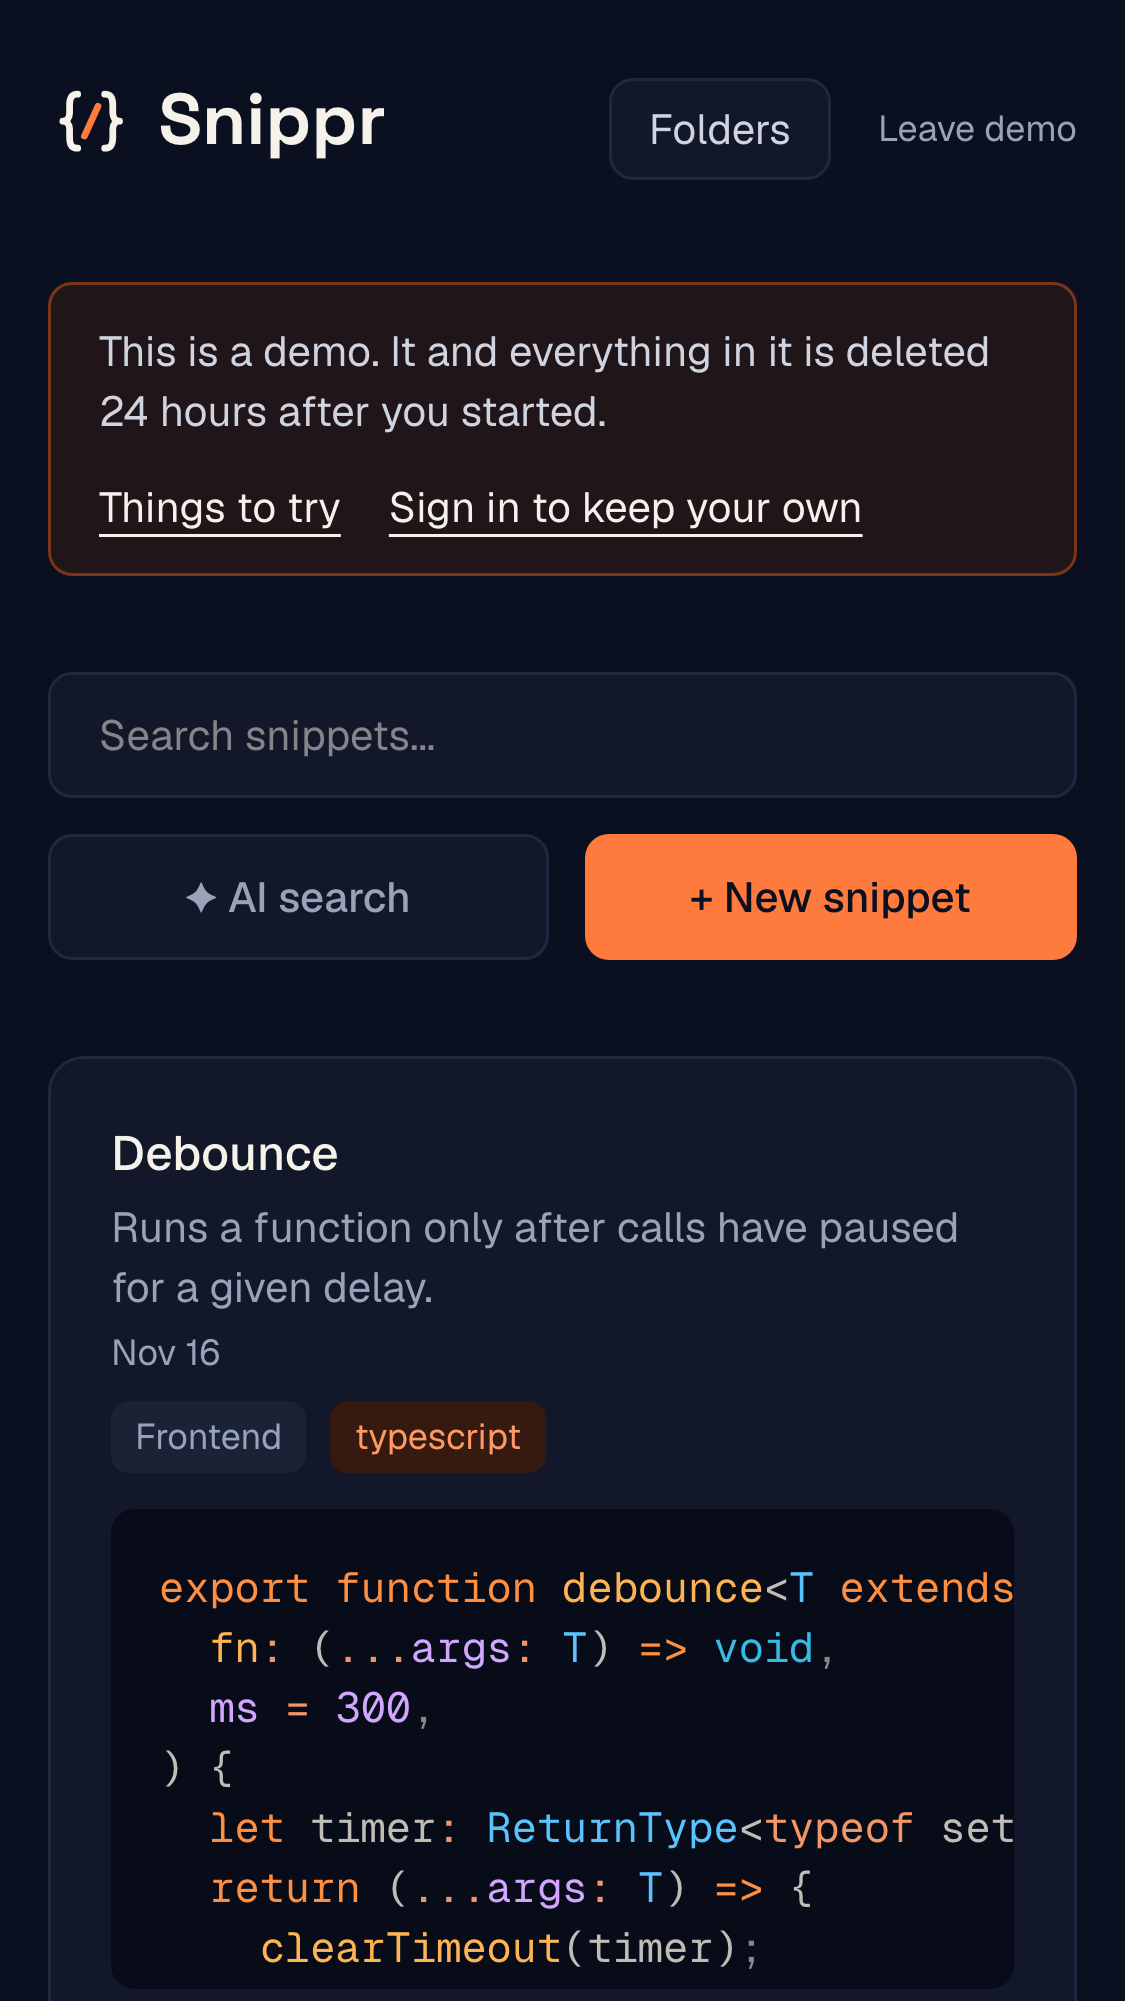 {/} Snippr
Folders
Leave demo
This is a demo. It and everything in it is deleted
24 hours after you started.
Things to try
Sign in to keep your own
Search snippets…
✦ AI search
+ New snippet
Debounce
Runs a function only after calls have paused
for a given delay.
Nov 16
Frontend
typescript
export function debounce<T extends
  fn: (...args: T) => void,
  ms = 300,
) {
  let timer: ReturnType<typeof set
  return (...args: T) => {
    clearTimeout(timer);